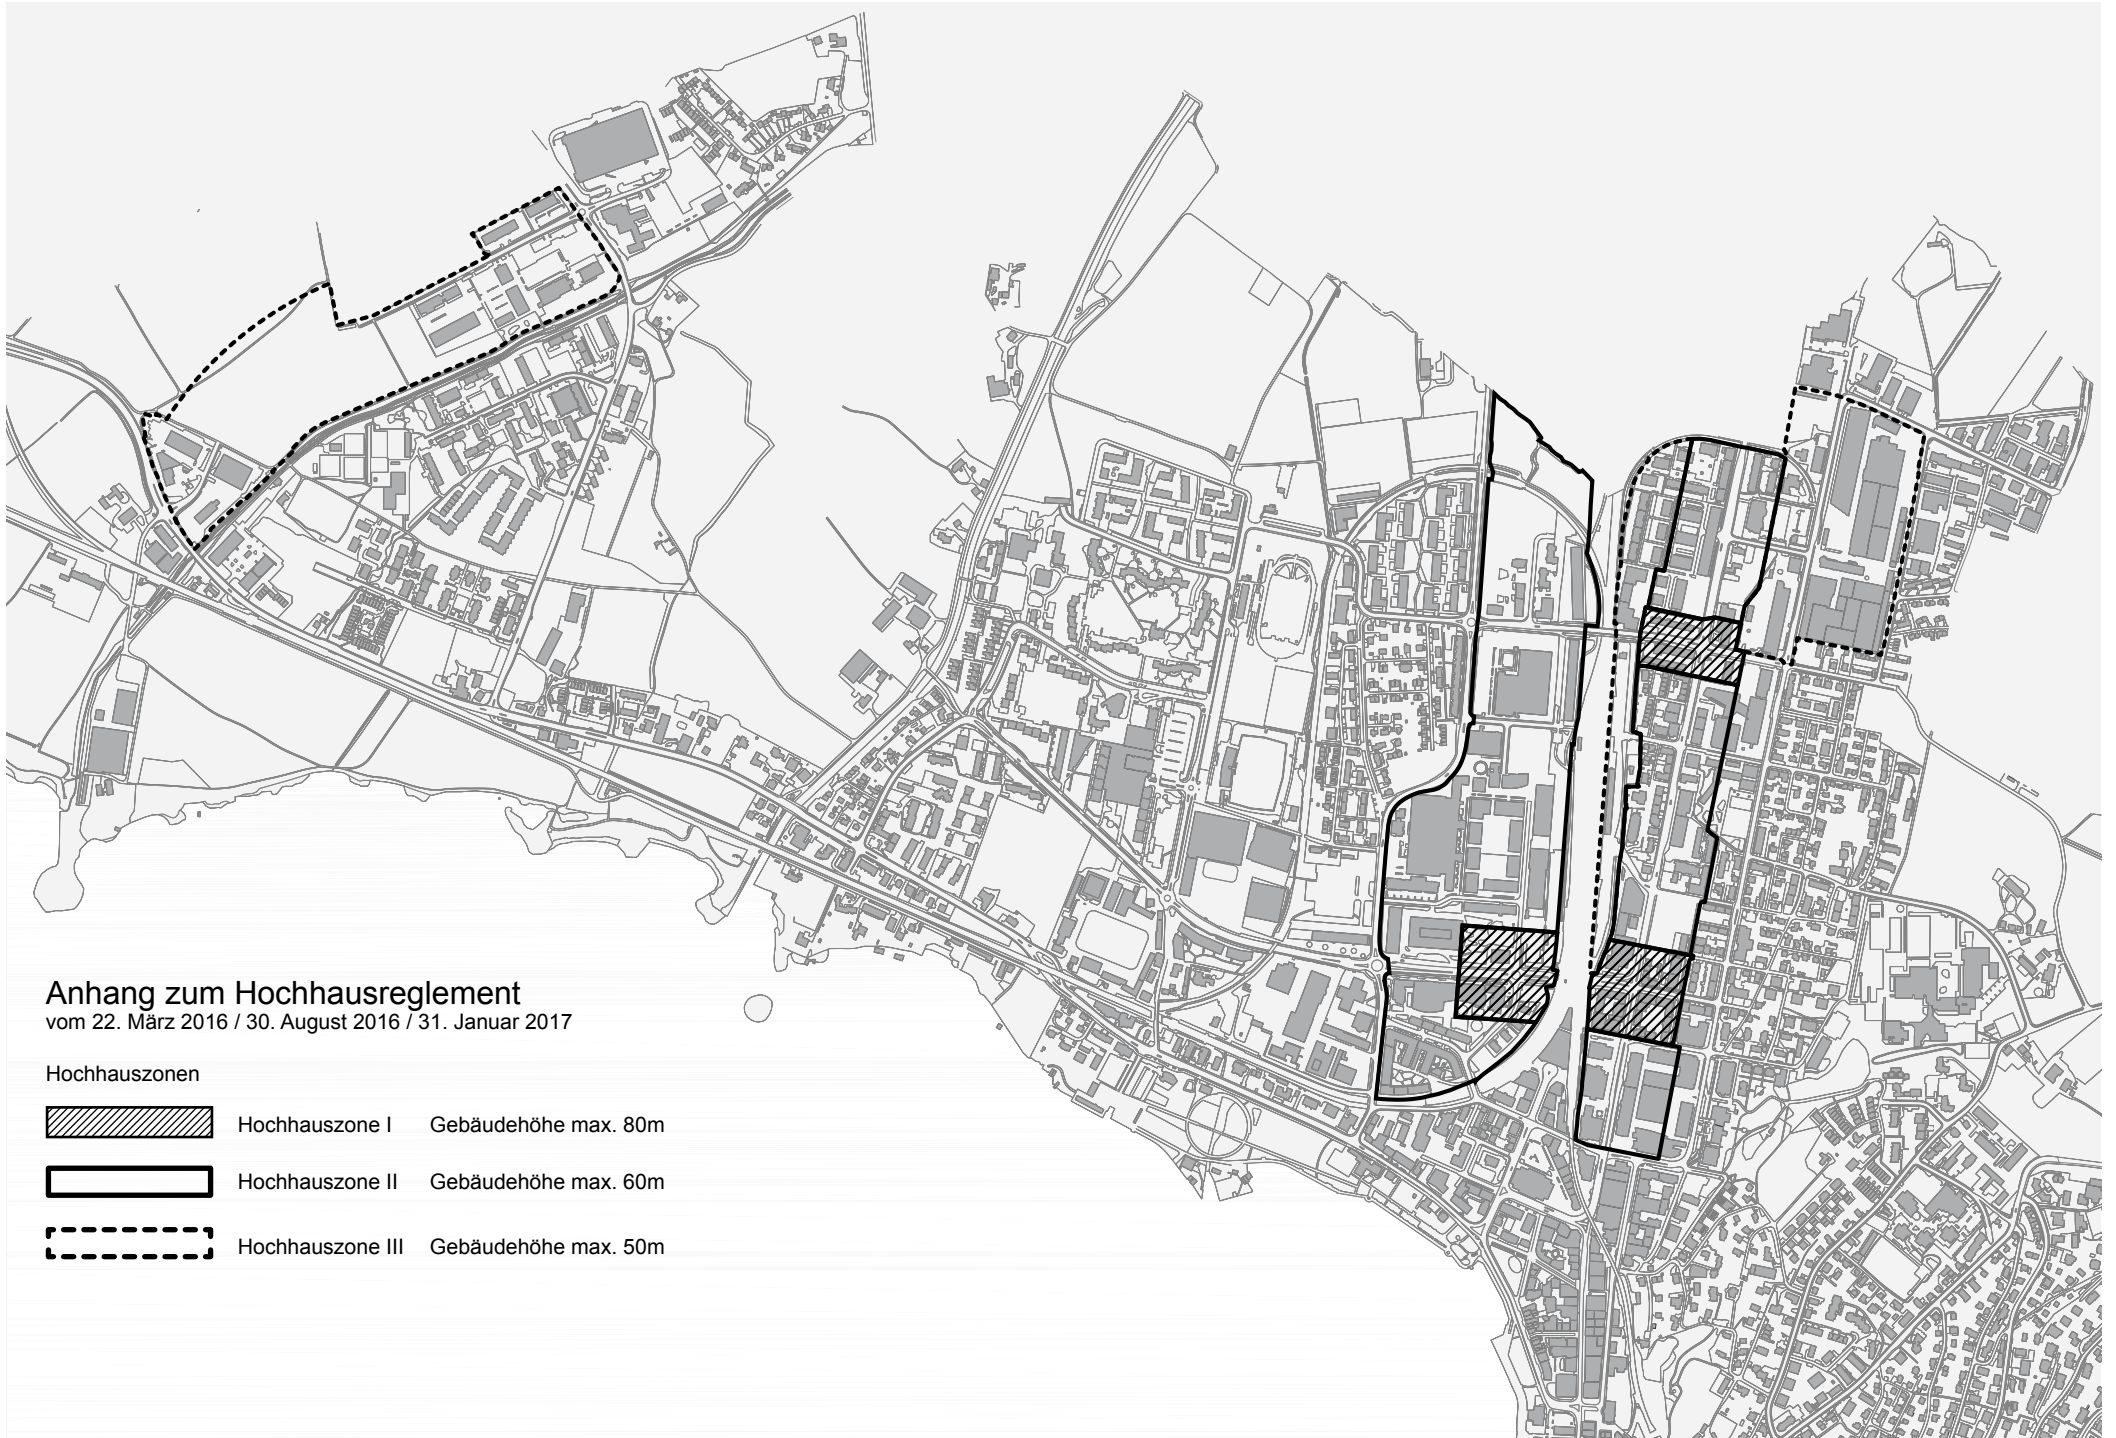 Anhang zum Hochhausreglement
vom 22. März 2016 / 30. August 2016 / 31. Januar 2017
Hochhauszonen
Hochhauszone I Gebäudehöhe max. 80m
Hochhauszone II Gebäudehöhe max. 60m
Hochhauszone III Gebäudehöhe max. 50m